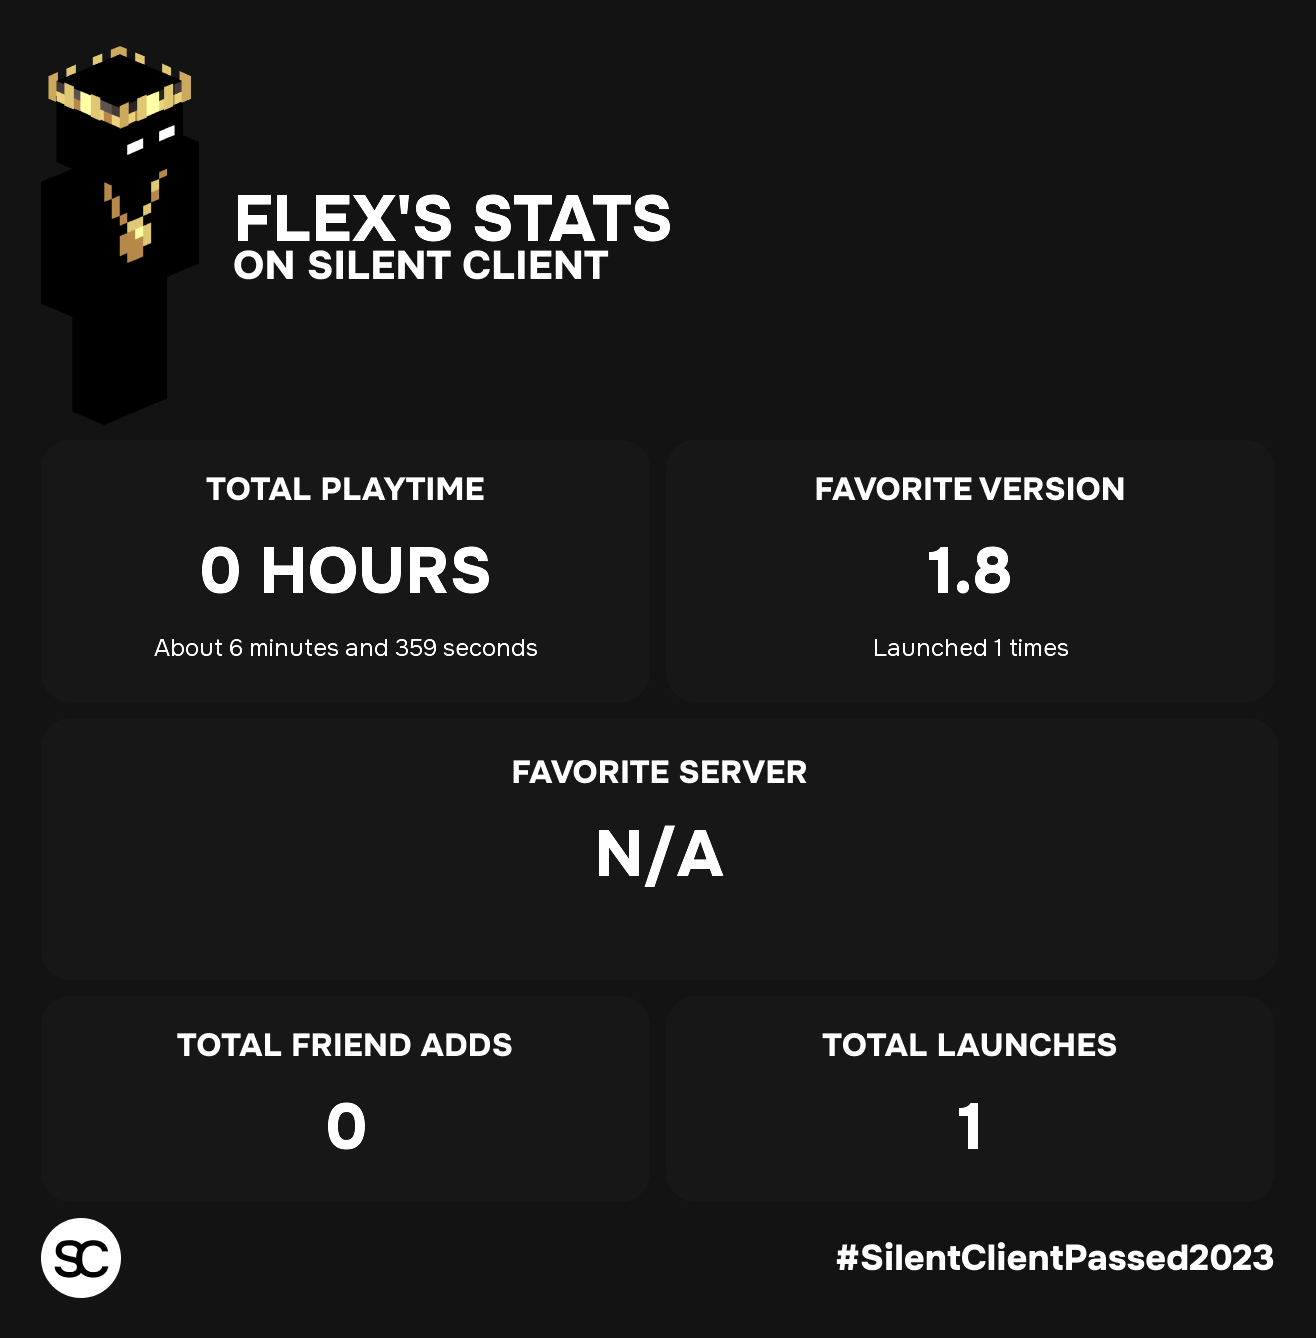 FLEX'S STATS
ON SILENT CLIENT
TOTAL PLAYTIME
0 HOURS
About 6 minutes and 359 seconds
FAVORITE VERSION
1.8
Launched 1 times
FAVORITE SERVER
N/A
TOTAL FRIEND ADDS
0
TOTAL LAUNCHES
1
SC
#SilentClientPassed2023